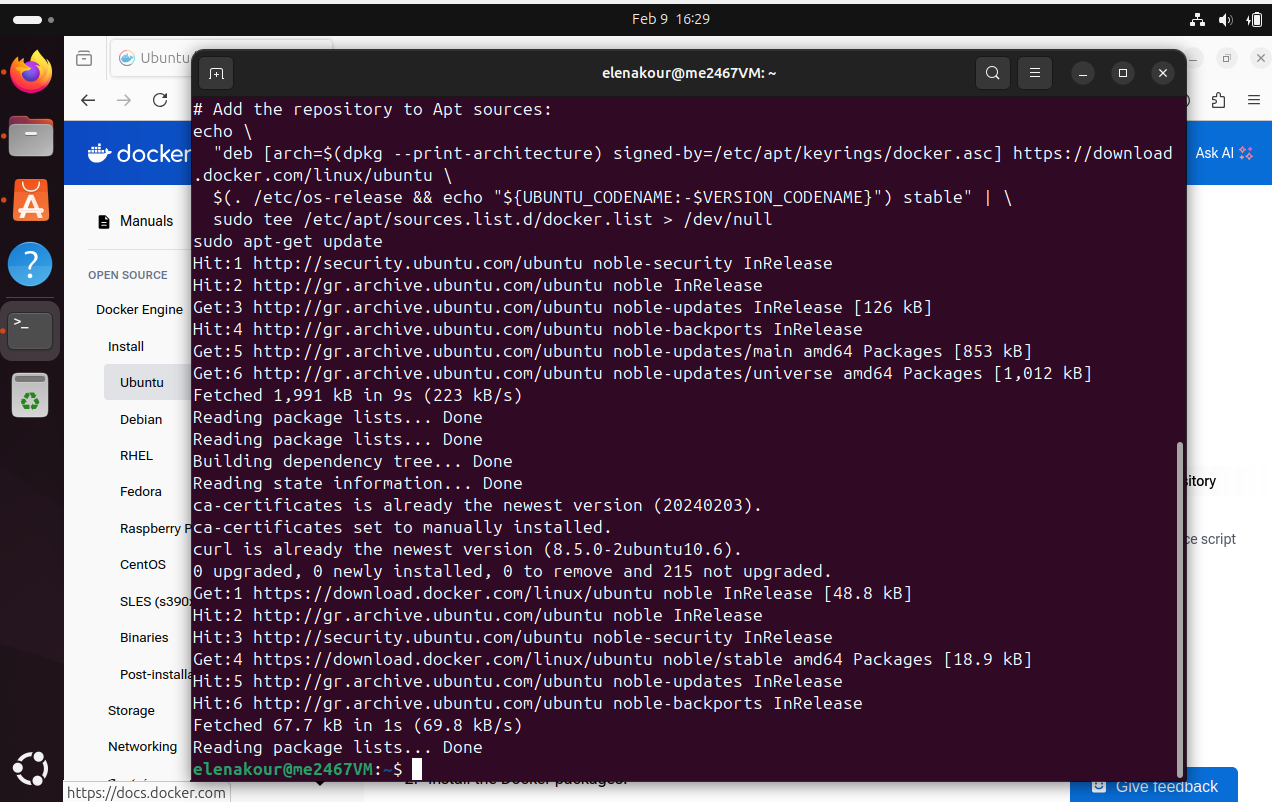 Feb 9 16:29
Ubuntu
elenakour@me2467VM: ~
docker
Ask AI
Manuals
OPEN SOURCE
Docker Engine
Install
Ubuntu
Debian
RHEL
Fedora
Raspberry P
CentOS
SLES (s390
Binaries
Post-install
Storage
Networking
# Add the repository to Apt sources:
echo \
"deb [arch=$(dpkg --print-architecture) signed-by=/etc/apt/keyrings/docker.asc] https://download
.docker.com/linux/ubuntu \
$(. /etc/os-release && echo "${UBUNTU_CODENAME:-$VERSION_CODENAME}") stable" | \
sudo tee /etc/apt/sources.list.d/docker.list > /dev/null
sudo apt-get update
Hit:1 http://security.ubuntu.com/ubuntu noble-security InRelease
Hit:2 http://gr.archive.ubuntu.com/ubuntu noble InRelease
Get:3 http://gr.archive.ubuntu.com/ubuntu noble-updates InRelease [126 kB]
Hit:4 http://gr.archive.ubuntu.com/ubuntu noble-backports InRelease
Get:5 http://gr.archive.ubuntu.com/ubuntu noble-updates/main amd64 Packages [853 kB]
Get:6 http://gr.archive.ubuntu.com/ubuntu noble-updates/universe amd64 Packages [1,012 kB]
Fetched 1,991 kB in 9s (223 kB/s)
Reading package lists... Done
Reading package lists... Done
Building dependency tree... Done
Reading state information... Done
ca-certificates is already the newest version (20240203).
ca-certificates set to manually installed.
curl is already the newest version (8.5.0-2ubuntu10.6).
0 upgraded, 0 newly installed, 0 to remove and 215 not upgraded.
Get:1 https://download.docker.com/linux/ubuntu noble InRelease [48.8 kB]
Hit:2 http://gr.archive.ubuntu.com/ubuntu noble InRelease
Hit:3 http://security.ubuntu.com/ubuntu noble-security InRelease
Get:4 https://download.docker.com/linux/ubuntu noble/stable amd64 Packages [18.9 kB]
Hit:5 http://gr.archive.ubuntu.com/ubuntu noble-updates InRelease
Hit:6 http://gr.archive.ubuntu.com/ubuntu noble-backports InRelease
Fetched 67.7 kB in 1s (69.8 kB/s)
Reading package lists... Done
elenakour@me2467VM:~$
sitory
ce script
Install the Docker packages.
Give feedback
https://docs.docker.com